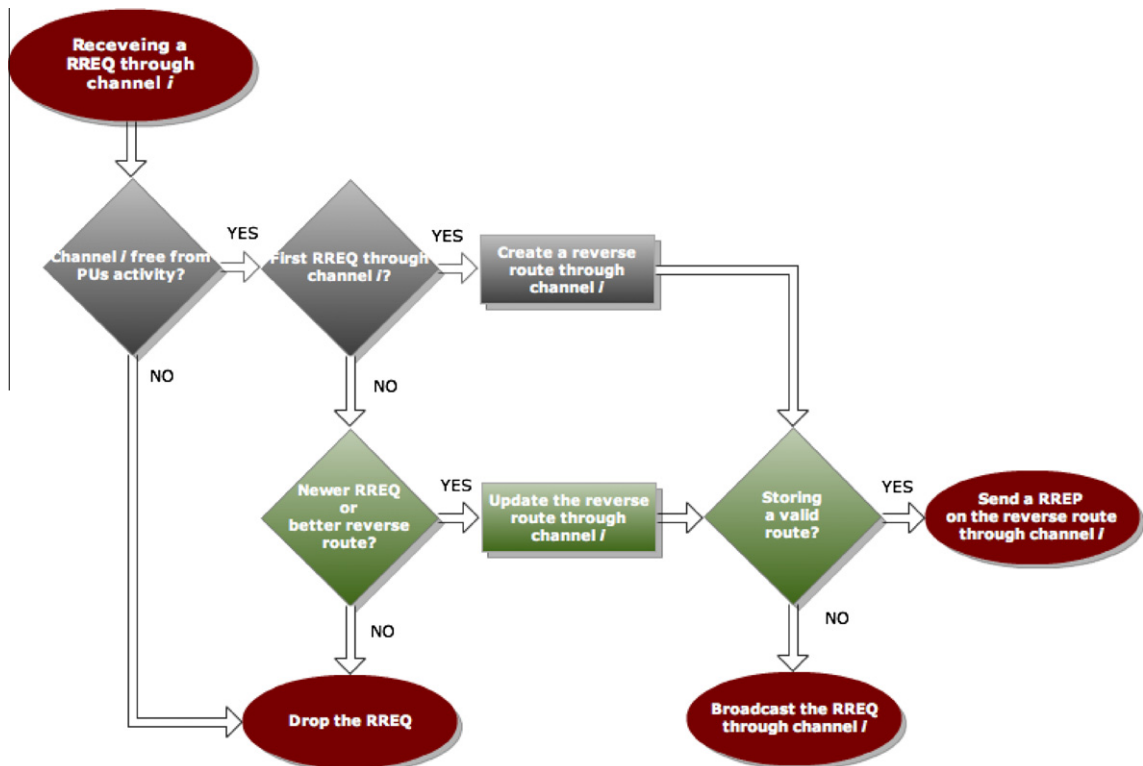 Receveing a
RREQ through
channel i
YES
YES
Channel i free from
PUs activity?
First RREQ through
channel i?
Create a reverse
route through
channel i
NO
NO
Newer RREQ
or
better reverse
route?
YES
Update the reverse
route through
channel i
Storing
a valid
route?
YES
Send a RREP
on the reverse route
through channel i
NO
NO
Drop the RREQ
Broadcast the RREQ
through channel i